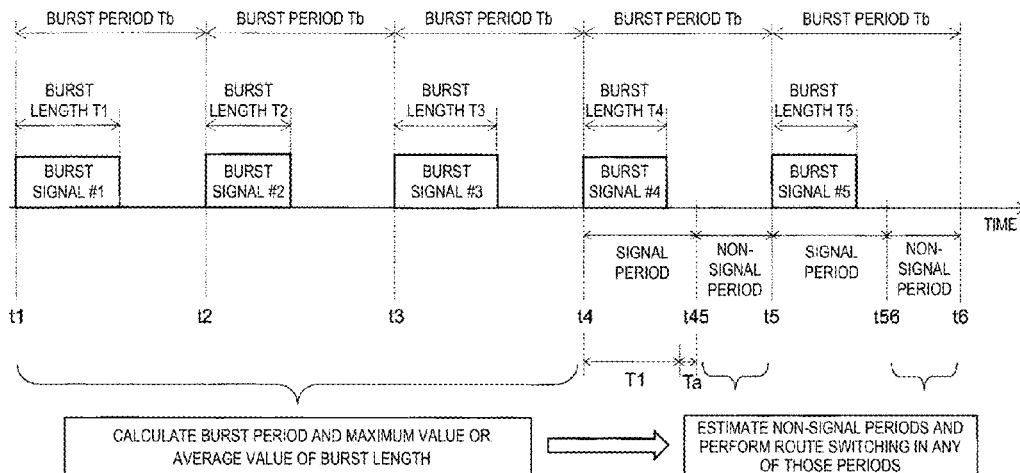 BURST PERIOD Tb BURST PERIOD Tb BURST PERIOD Tb BURST PERIOD Tb BURST PERIOD Tb
BURST
LENGTH T1
BURST
LENGTH T2
BURST
LENGTH T3
BURST
LENGTH T4
BURST
LENGTH T5
BURST
SIGNAL #1
BURST
SIGNAL #2
BURST
SIGNAL #3
BURST
SIGNAL #4
BURST
SIGNAL #5
TIME
SIGNAL
PERIOD
NON-
SIGNAL
PERIOD
SIGNAL
PERIOD
NON-
SIGNAL
PERIOD
t1 t2 t3 t4 t45 t5 t56 t6
T1 Ta
CALCULATE BURST PERIOD AND MAXIMUM VALUE OR
AVERAGE VALUE OF BURST LENGTH
ESTIMATE NON-SIGNAL PERIODS AND
PERFORM ROUTE SWITCHING IN ANY
OF THOSE PERIODS